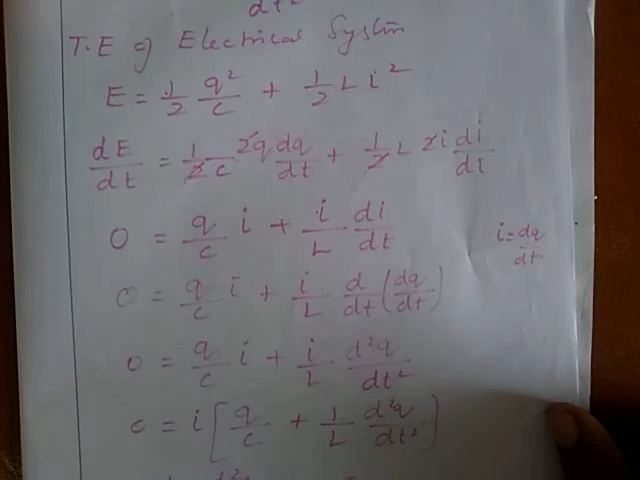 dt²
T.E of Electrical System
E = 1/2 q²/c + 1/2 L i²
dE/dt = 1/2c 2q dq/dt + 1/2 L 2i di/dt
0 = q/c i + i/L di/dt
i = dq/dt
0 = q/c i + i/L d/dt (dq/dt)
0 = q/c i + i/L d²q/dt²
0 = i [q/c + 1/L d²q/dt²]